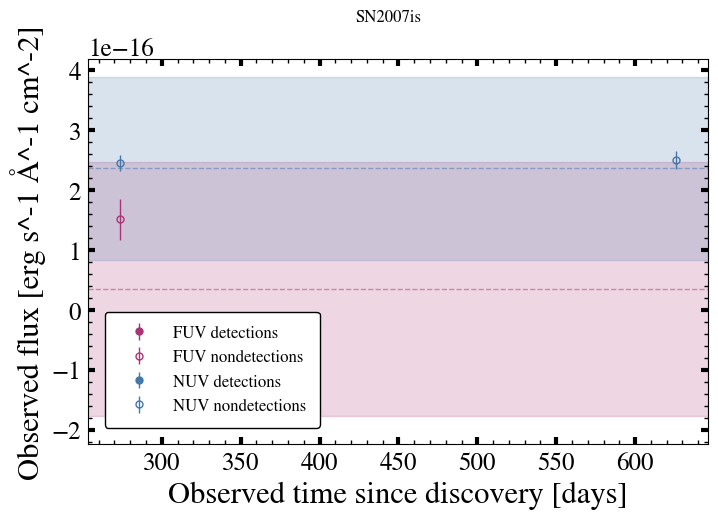 SN2007is
1e−16
Observed flux [erg s^-1 Å^-1 cm^-2]
4
3
2
1
0
−1
−2
FUV detections
FUV nondetections
NUV detections
NUV nondetections
300 350 400 450 500 550 600
Observed time since discovery [days]